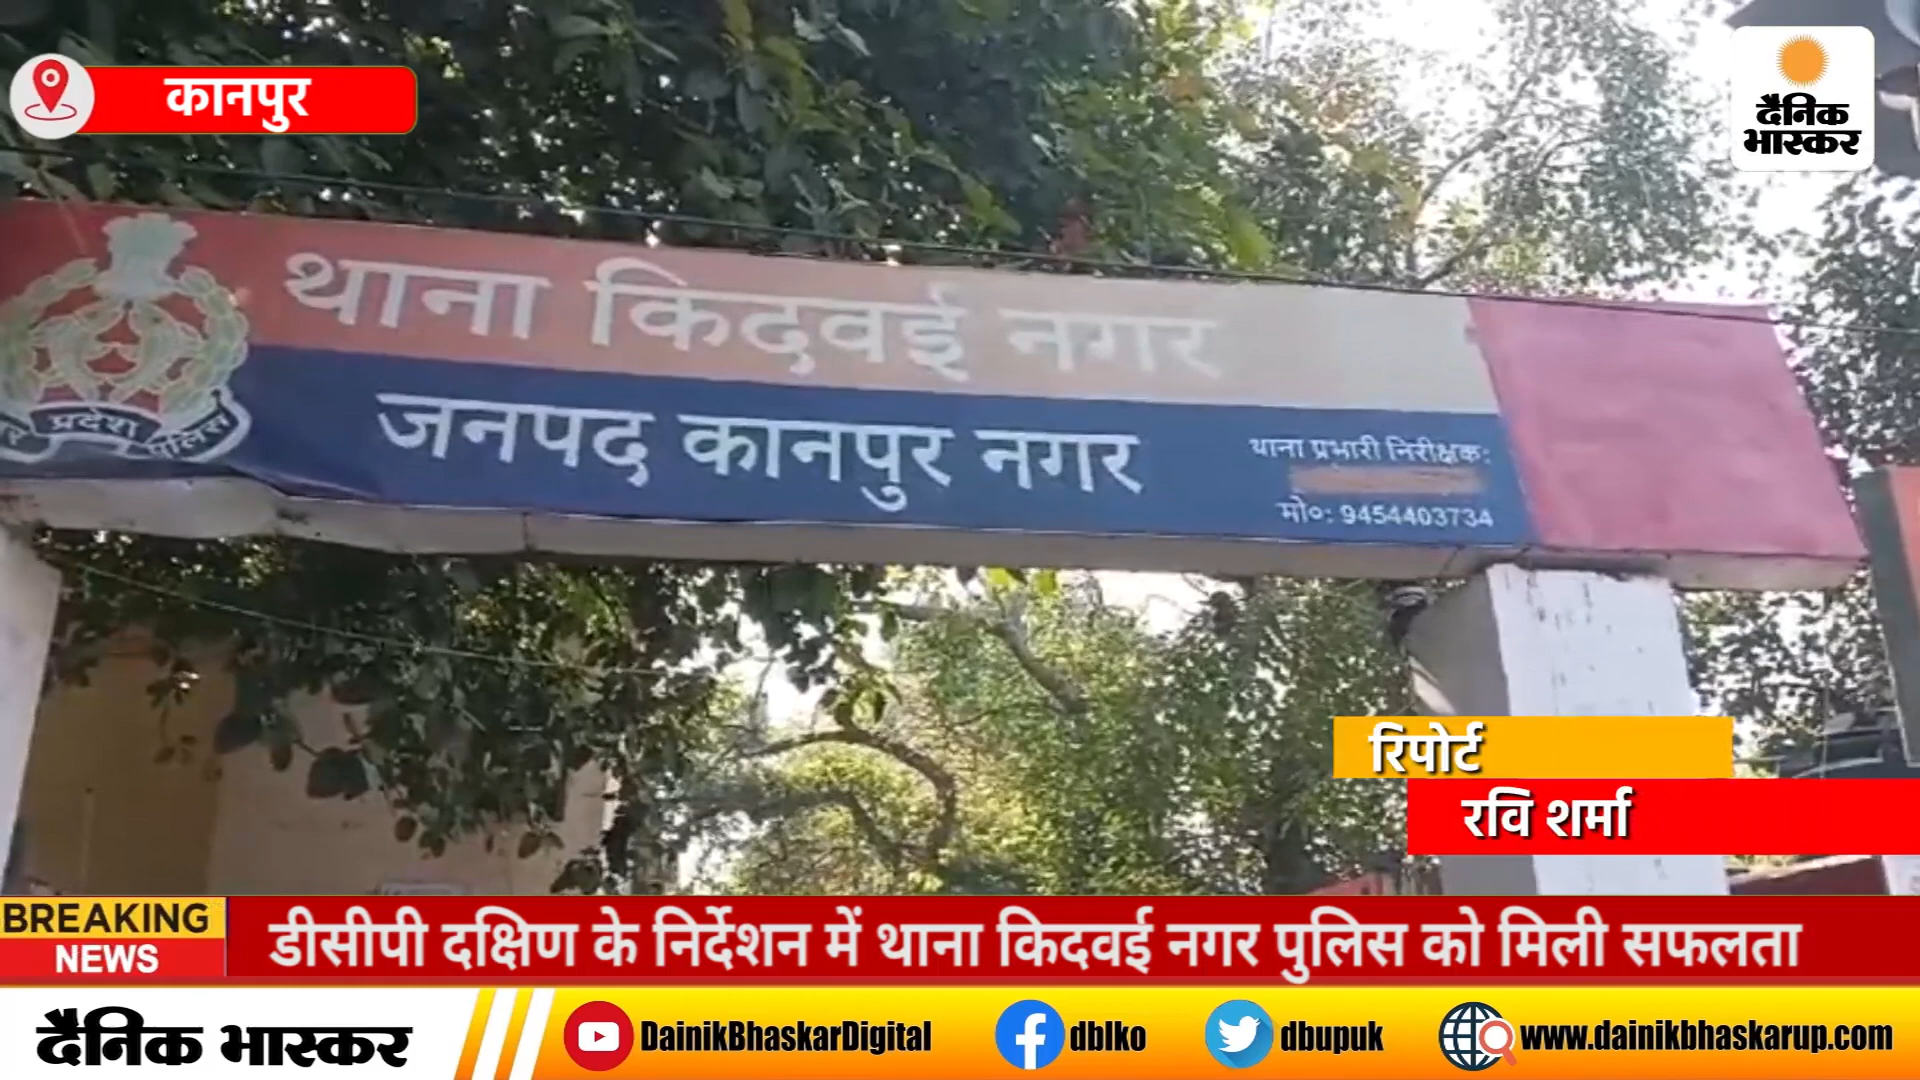 कानपुर
दैनिक
भास्कर
थाना किदवई नगर
जनपद कानपुर नगर
थाना प्रभारी निरीक्षक:
मो०: 9454403734
प्रदेश पुलिस
रिपोर्ट
रवि शर्मा
BREAKING
NEWS
डीसीपी दक्षिण के निर्देशन में थाना किदवई नगर पुलिस को मिली सफलता
दैनिक भास्कर
DainikBhaskarDigital
dblko
dbupuk
www.dainikbhaskarup.com